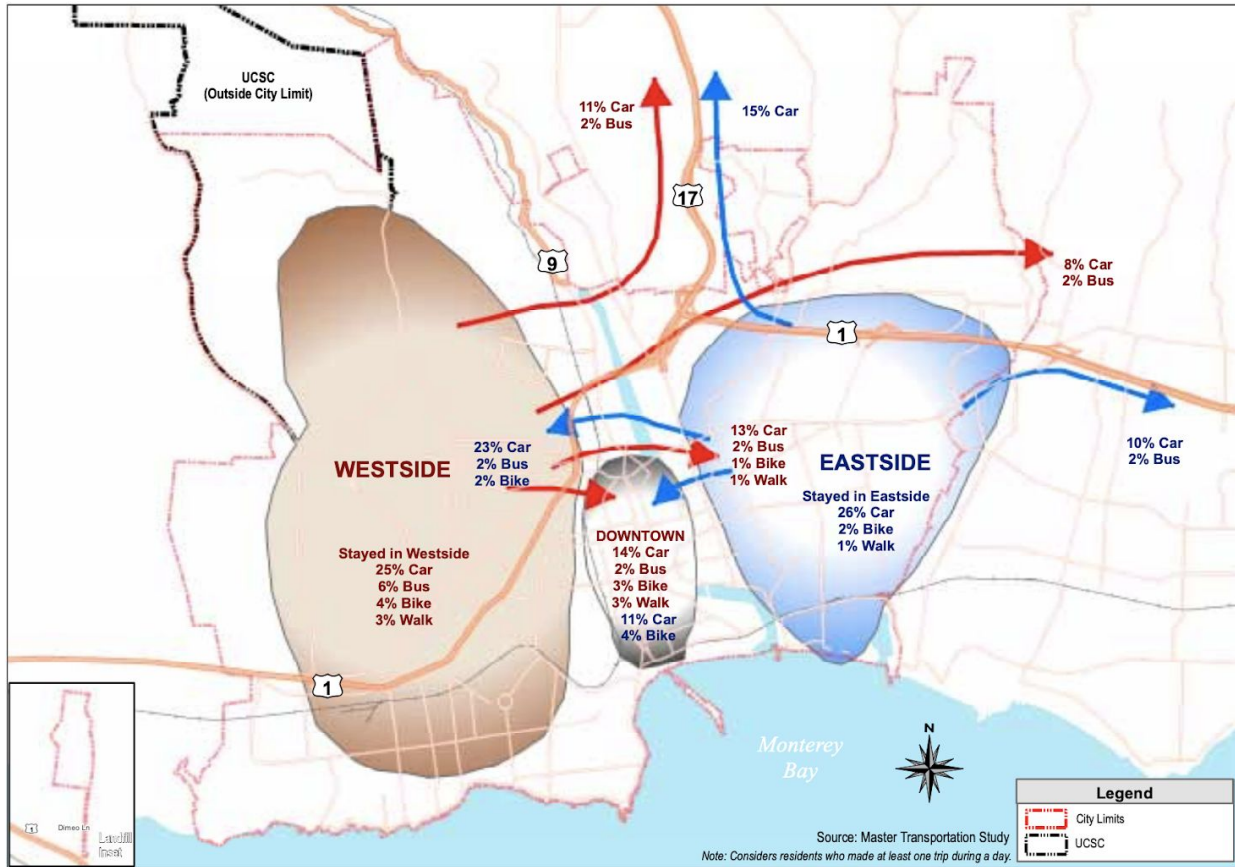 UCSC
(Outside City Limit)
11% Car
2% Bus
15% Car
17
9
8% Car
2% Bus
1
23% Car
2% Bus
2% Bike
13% Car
2% Bus
1% Bike
1% Walk
10% Car
2% Bus
WESTSIDE
EASTSIDE
Stayed in Eastside
26% Car
2% Bike
1% Walk
Stayed in Westside
25% Car
6% Bus
4% Bike
3% Walk
DOWNTOWN
14% Car
2% Bus
3% Bike
3% Walk
11% Car
4% Bike
1
Monterey
Bay
N
1
Dimeo Ln
Landfill
Inset
Legend
City Limits
UCSC
Source: Master Transportation Study
Note: Considers residents who made at least one trip during a day.